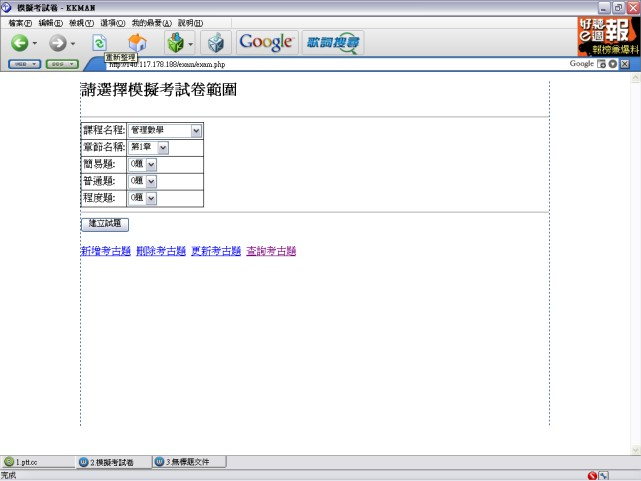 模擬考試卷 - KKMAN
檔案(F) 編輯(E) 檢視(V) 選項(O) 我的最愛(A) 說明(H)
Google 歌詞搜尋
好聽e週報
報榜爆爆料
重新整理
http://140.117.178.188/exam/exam.php
Google
請選擇模擬考試卷範圍
課程名程: 管理數學
章節名稱: 第1章
簡易題: 0題
普通題: 0題
程度題: 0題
建立試題
新增考古題 刪除考古題 更新考古題 查詢考古題
1.ptt.cc 2.模擬考試卷 3.無標題文件
完成